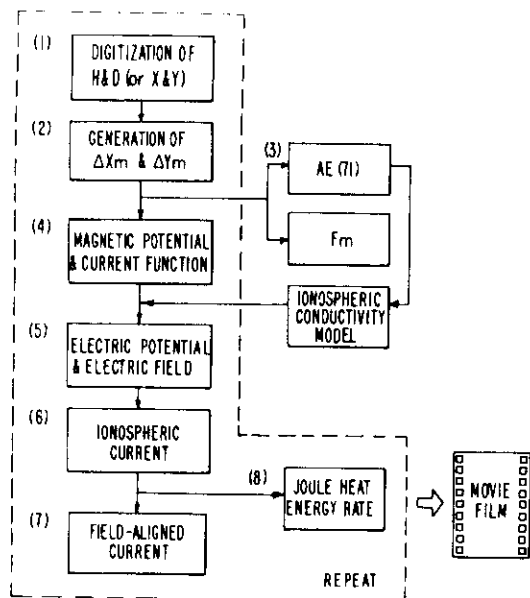 (1)
DIGITIZATION OF
H&D (or X&Y)
(2)
GENERATION OF
ΔXm & ΔYm
(3)
AE (71)
Fm
(4)
MAGNETIC POTENTIAL
& CURRENT FUNCTION
IONOSPHERIC
CONDUCTIVITY
MODEL
(5)
ELECTRIC POTENTIAL
& ELECTRIC FIELD
(6)
IONOSPHERIC
CURRENT
(8)
JOULE HEAT
ENERGY RATE
MOVIE
FILM
(7)
FIELD-ALIGNED
CURRENT
REPEAT